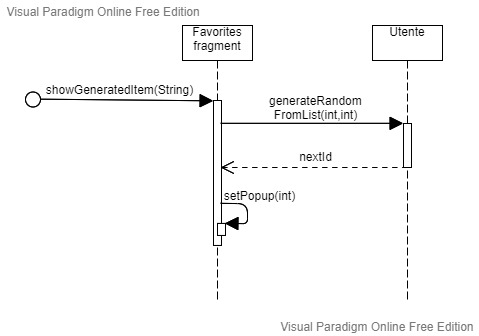 Visual Paradigm Online Free Edition
Favorites
fragment
Utente
showGeneratedItem(String)
generateRandom
FromList(int,int)
nextId
setPopup(int)
Visual Paradigm Online Free Edition